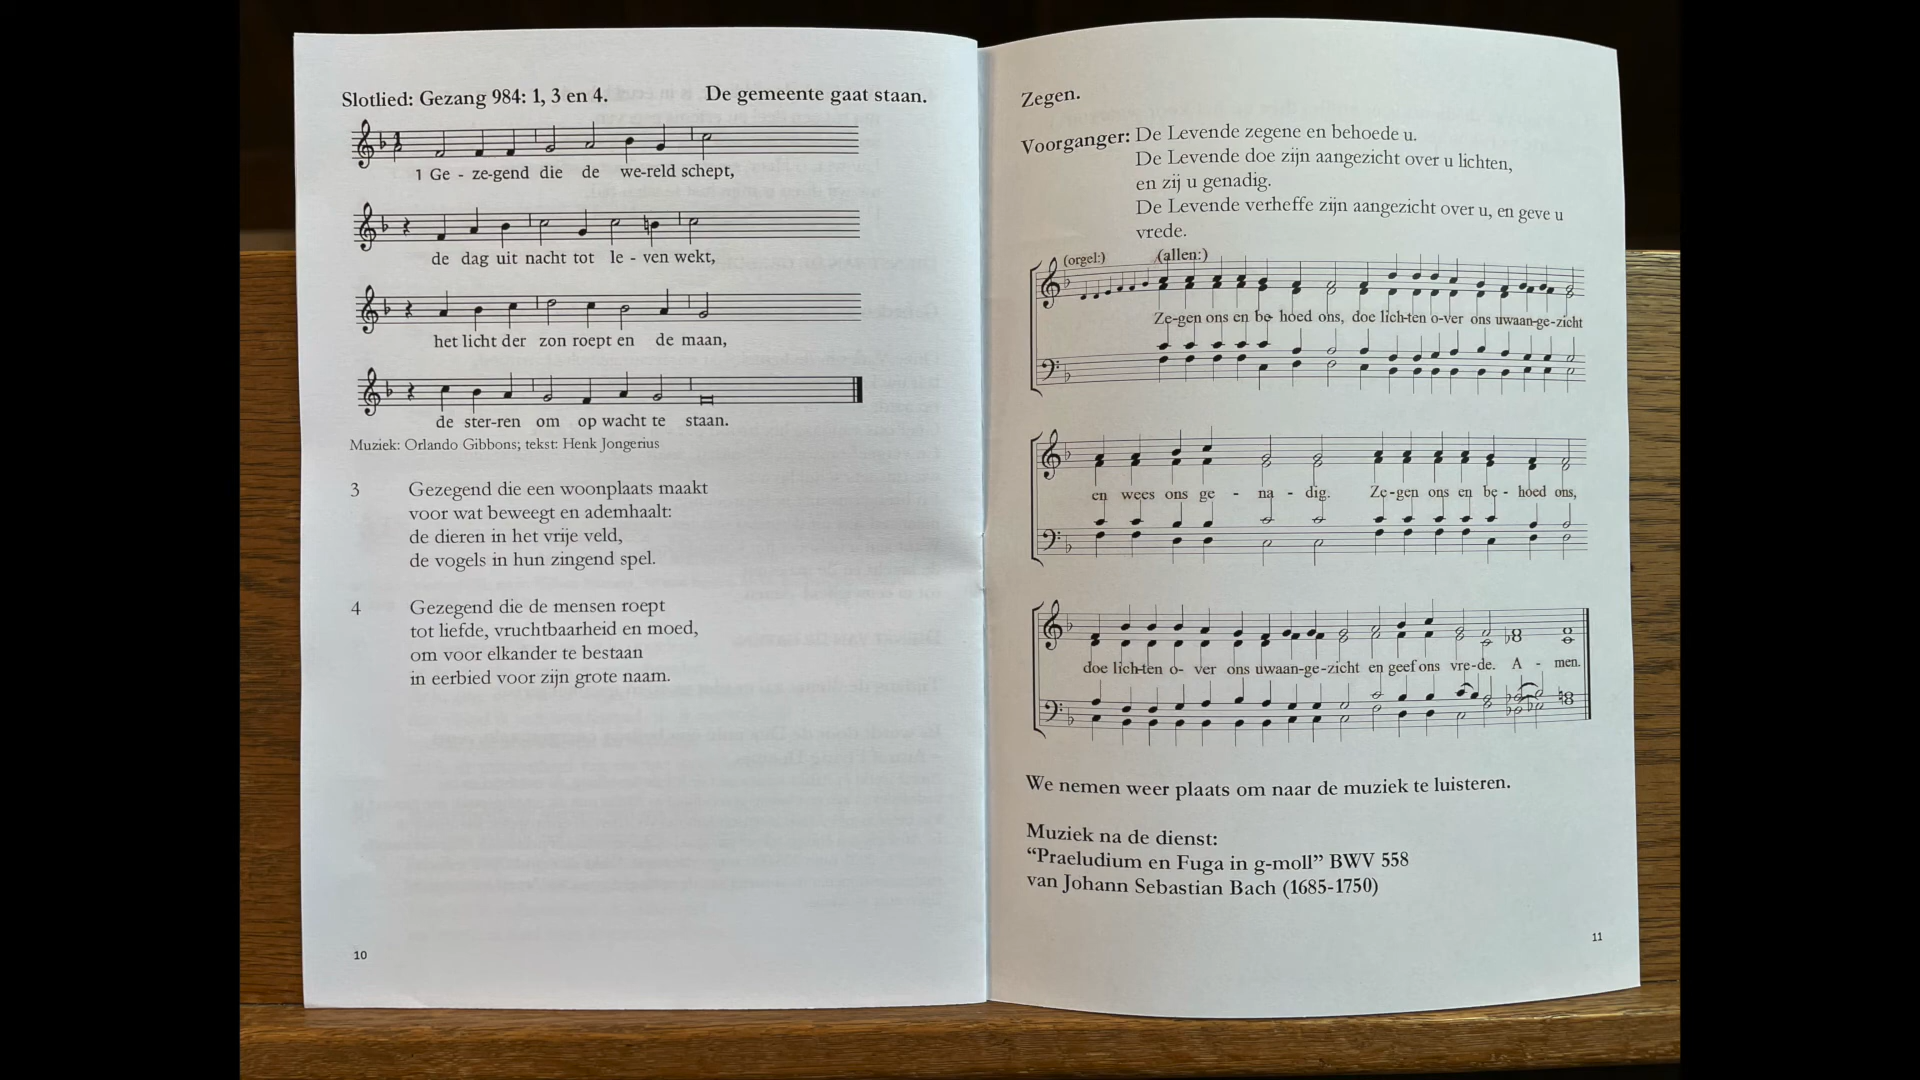 Slotlied: Gezang 984: 1, 3 en 4. De gemeente gaat staan.
1 Ge - ze-gend die de we-reld schept,
de dag uit nacht tot le - ven wekt,
het licht der zon roept en de maan,
de ster-ren om op wacht te staan.
Muziek: Orlando Gibbons; tekst: Henk Jongerius
3 Gezegend die een woonplaats maakt
voor wat beweegt en ademhaalt:
de dieren in het vrije veld,
de vogels in hun zingend spel.
4 Gezegend die de mensen roept
tot liefde, vruchtbaarheid en moed,
om voor elkander te bestaan
in eerbied voor zijn grote naam.
10
Zegen.
Voorganger: De Levende zegene en behoede u.
De Levende doe zijn aangezicht over u lichten,
en zij u genadig.
De Levende verheffe zijn aangezicht over u, en geve u
vrede.
(orgel:) (allen:)
Ze-gen ons en be- hoed ons, doe lich-ten o-ver ons uwaan-ge-zicht
en wees ons ge - na - dig. Ze-gen ons en be - hoed ons,
doe lich-ten o- ver ons uwaan-ge-zicht en geef ons vre-de. A - men.
We nemen weer plaats om naar de muziek te luisteren.
Muziek na de dienst:
“Praeludium en Fuga in g-moll” BWV 558
van Johann Sebastian Bach (1685-1750)
11